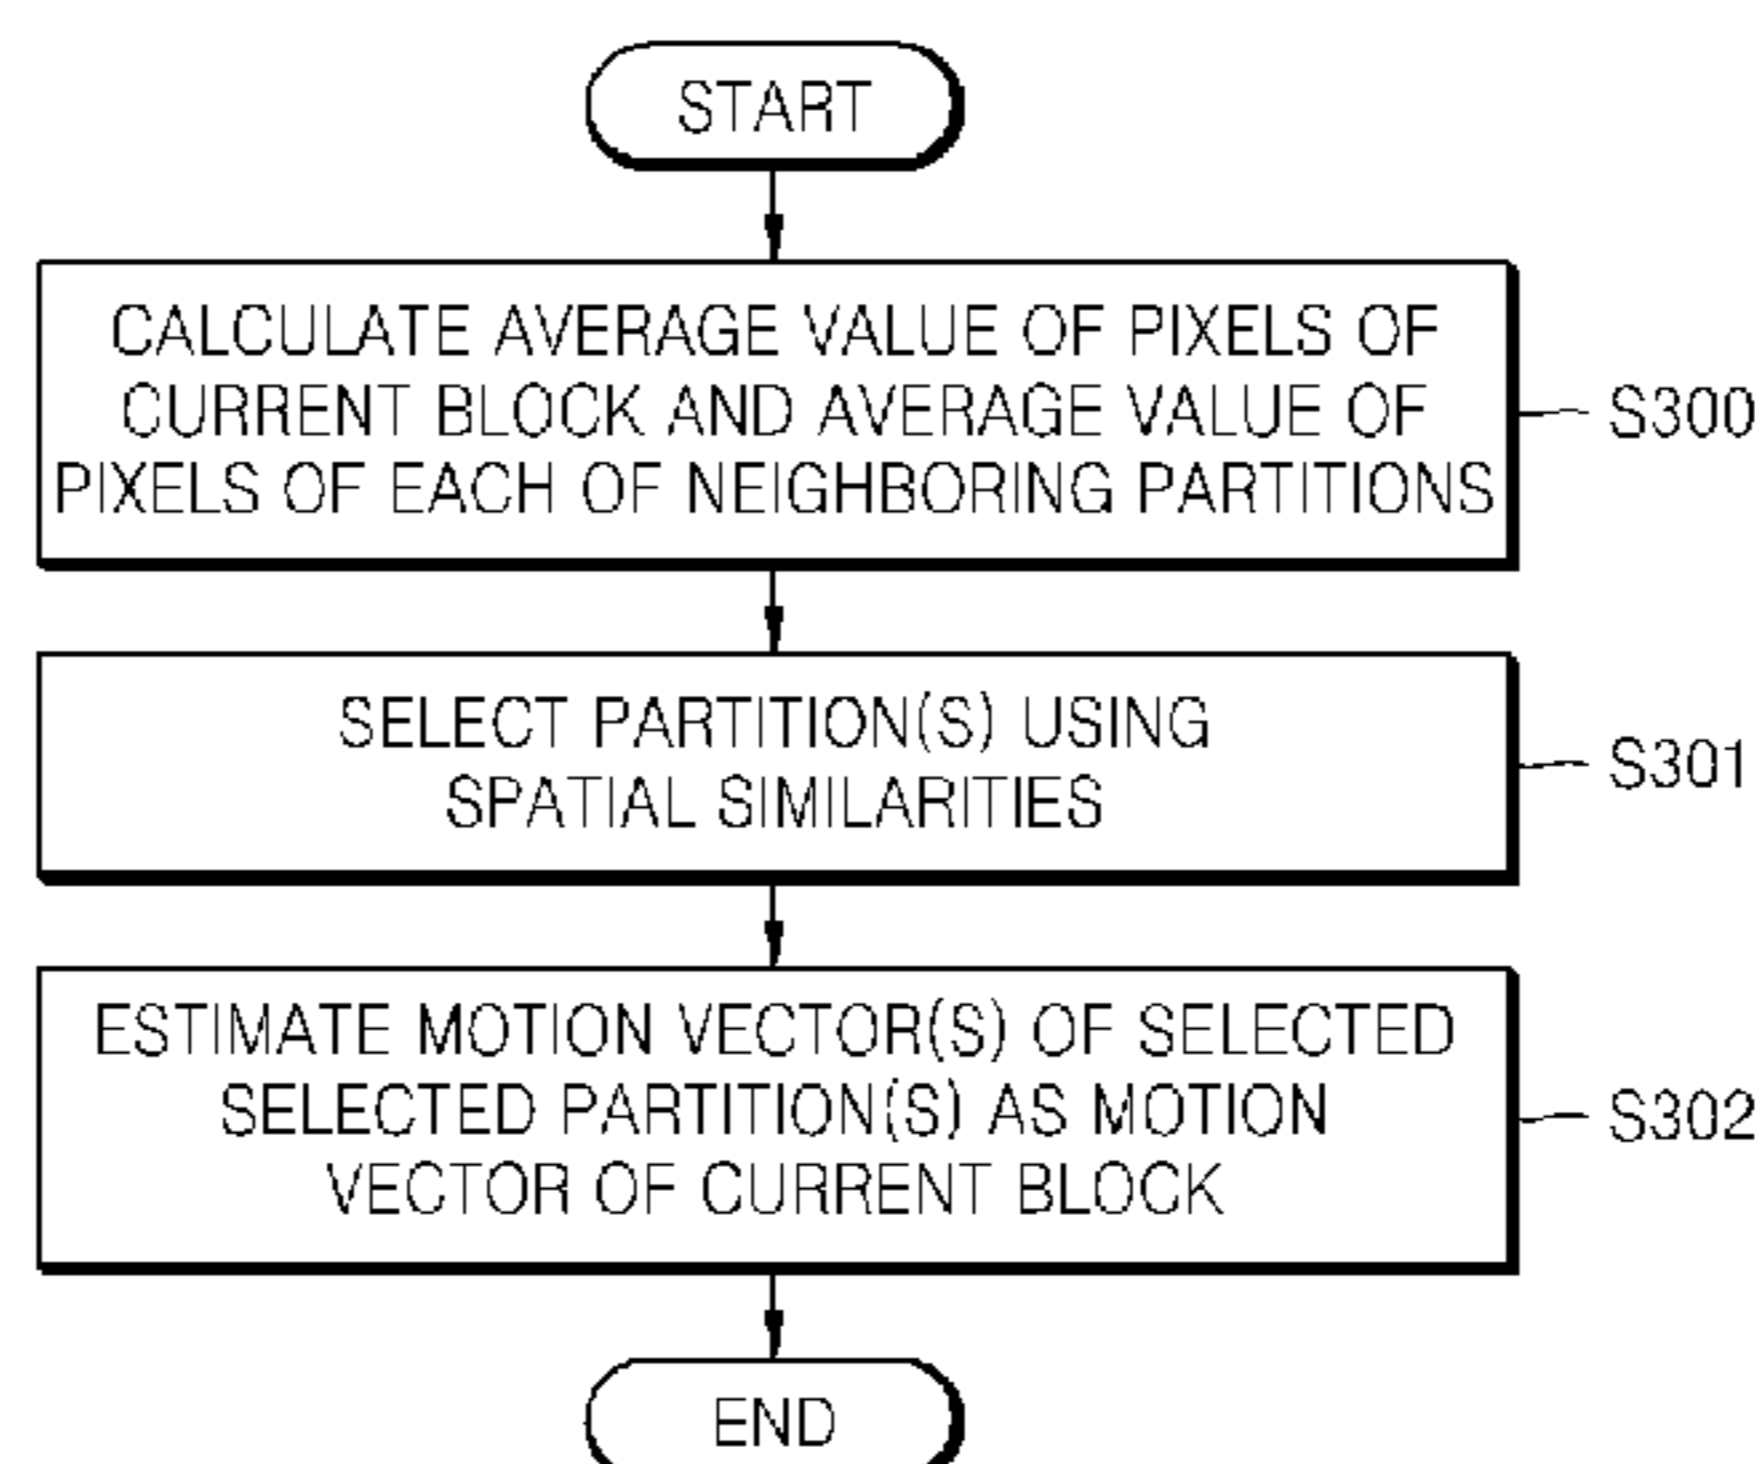 START
CALCULATE AVERAGE VALUE OF PIXELS OF
CURRENT BLOCK AND AVERAGE VALUE OF
PIXELS OF EACH OF NEIGHBORING PARTITIONS
S300
SELECT PARTITION(S) USING
SPATIAL SIMILARITIES
S301
ESTIMATE MOTION VECTOR(S) OF SELECTED
SELECTED PARTITION(S) AS MOTION
VECTOR OF CURRENT BLOCK
S302
END